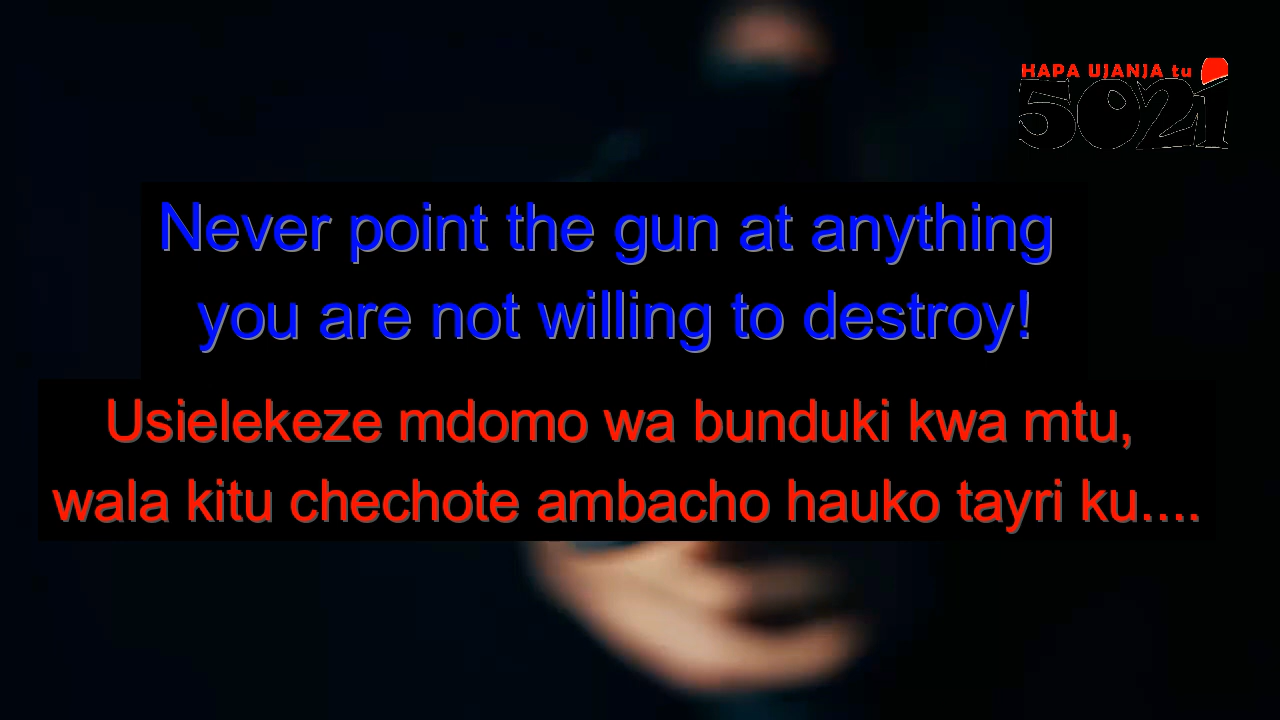 HAPA UJANJA tu
5021
Never point the gun at anything
you are not willing to destroy!
Usielekeze mdomo wa bunduki kwa mtu,
wala kitu chechote ambacho hauko tayri ku....